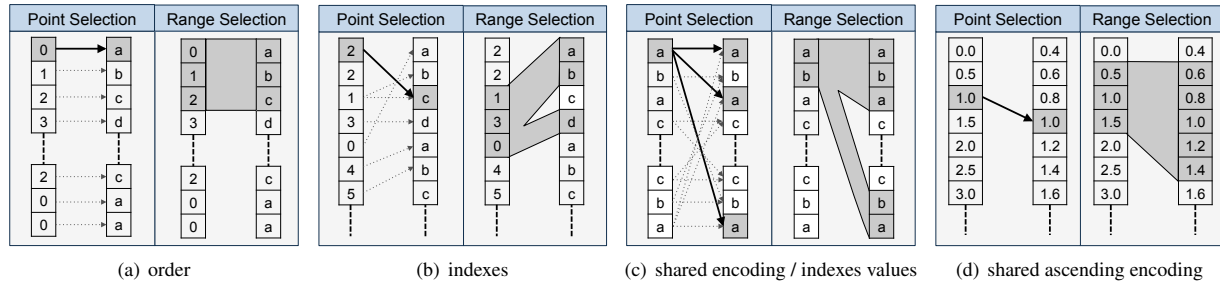 Point Selection Range Selection
0 a 0 a
1 b 1 b
2 c 2 c
3 d 3 d
2 c 2 c
0 a 0 a
0 a 0 a
(a) order
Point Selection Range Selection
2 a 2 a
2 b 2 b
1 c 1 c
3 d 3 d
0 a 0 a
4 b 4 b
5 c 5 c
(b) indexes
Point Selection Range Selection
a a a a
b b b b
a a a a
c c c c
c c c c
b b b b
a a a a
(c) shared encoding / indexes values
Point Selection Range Selection
0.0 0.4 0.0 0.4
0.5 0.6 0.5 0.6
1.0 0.8 1.0 0.8
1.5 1.0 1.5 1.0
2.0 1.2 2.0 1.2
2.5 1.4 2.5 1.4
3.0 1.6 3.0 1.6
(d) shared ascending encoding